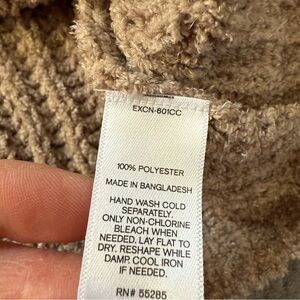 EXCN-601CC
100% POLYESTER
MADE IN BANGLADESH
HAND WASH COLD
SEPARATELY.
ONLY NON-CHLORINE
BLEACH WHEN
NEEDED. LAY FLAT TO
DRY. RESHAPE WHILE
DAMP. COOL IRON
IF NEEDED.
RN# 55285